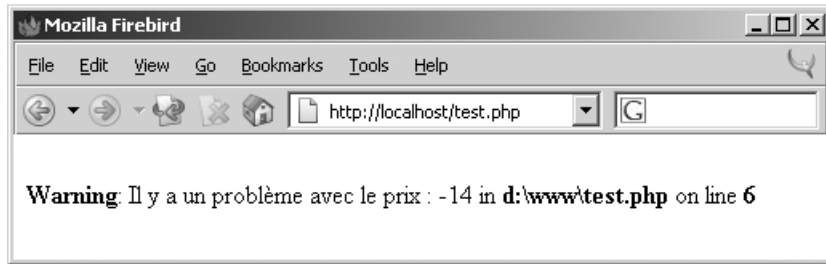 Mozilla Firebird
File Edit View Go Bookmarks Tools Help
http://localhost/test.php G
Warning: Il y a un problème avec le prix : -14 in d:\www\test.php on line 6